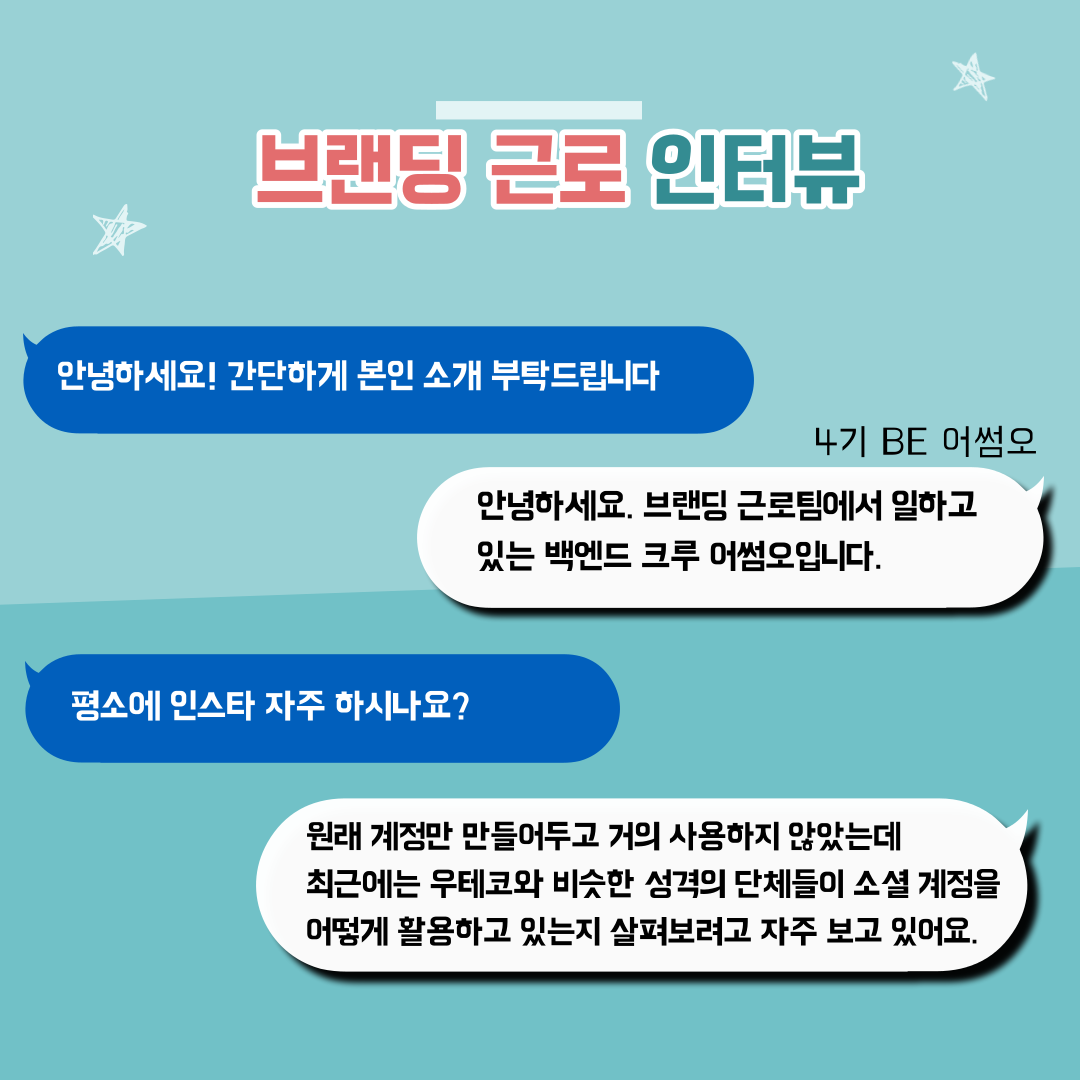 브랜딩 근로 인터뷰
안녕하세요! 간단하게 본인 소개 부탁드립니다
4기 BE 어썸오
안녕하세요. 브랜딩 근로팀에서 일하고
있는 백엔드 크루 어썸오입니다.
평소에 인스타 자주 하시나요?
원래 계정만 만들어두고 거의 사용하지 않았는데
최근에는 우테코와 비슷한 성격의 단체들이 소셜 계정을
어떻게 활용하고 있는지 살펴보려고 자주 보고 있어요.